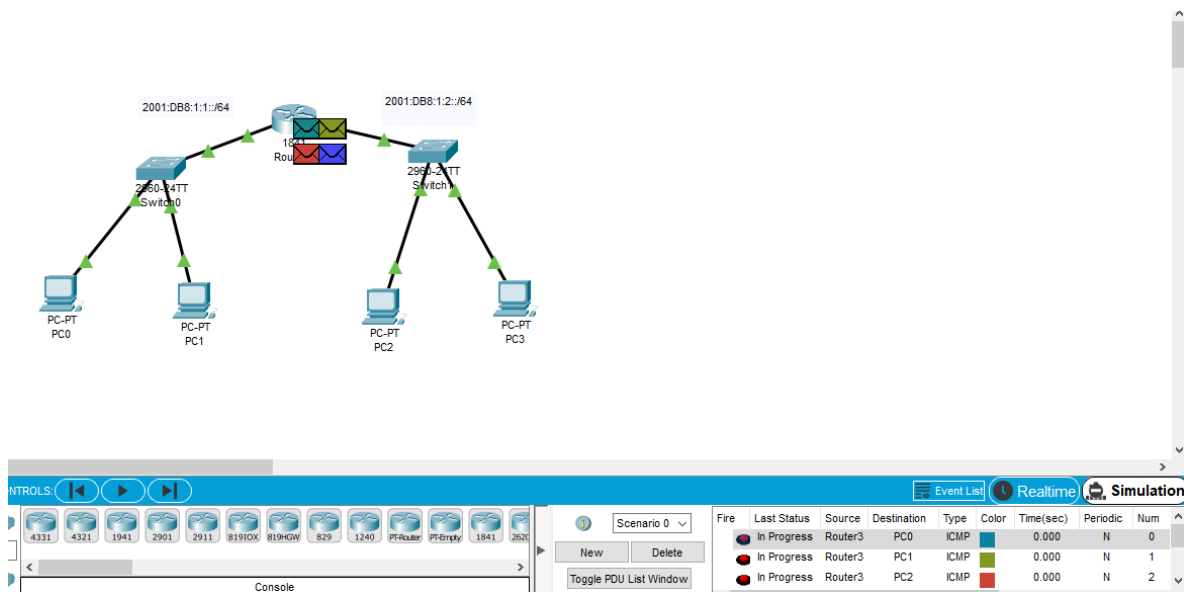 2001:DB8:1:1::/64
2001:DB8:1:2::/64
1841
2960-24TT
Switch0
2960-24TT
Switch1
PC-PT
PC0
PC-PT
PC1
PC-PT
PC2
PC-PT
PC3
NTROLS:
Event List
Realtime
Simulation
4331 4321 1941 2901 2911 819IOX 819HGW 829 1240 PT-Router PT-Empty 1841 2620
Console
Scenario 0
New Delete
Toggle PDU List Window
Fire Last Status Source Destination Type Color Time(sec) Periodic Num
In Progress Router3 PC0 ICMP 0.000 N 0
In Progress Router3 PC1 ICMP 0.000 N 1
In Progress Router3 PC2 ICMP 0.000 N 2